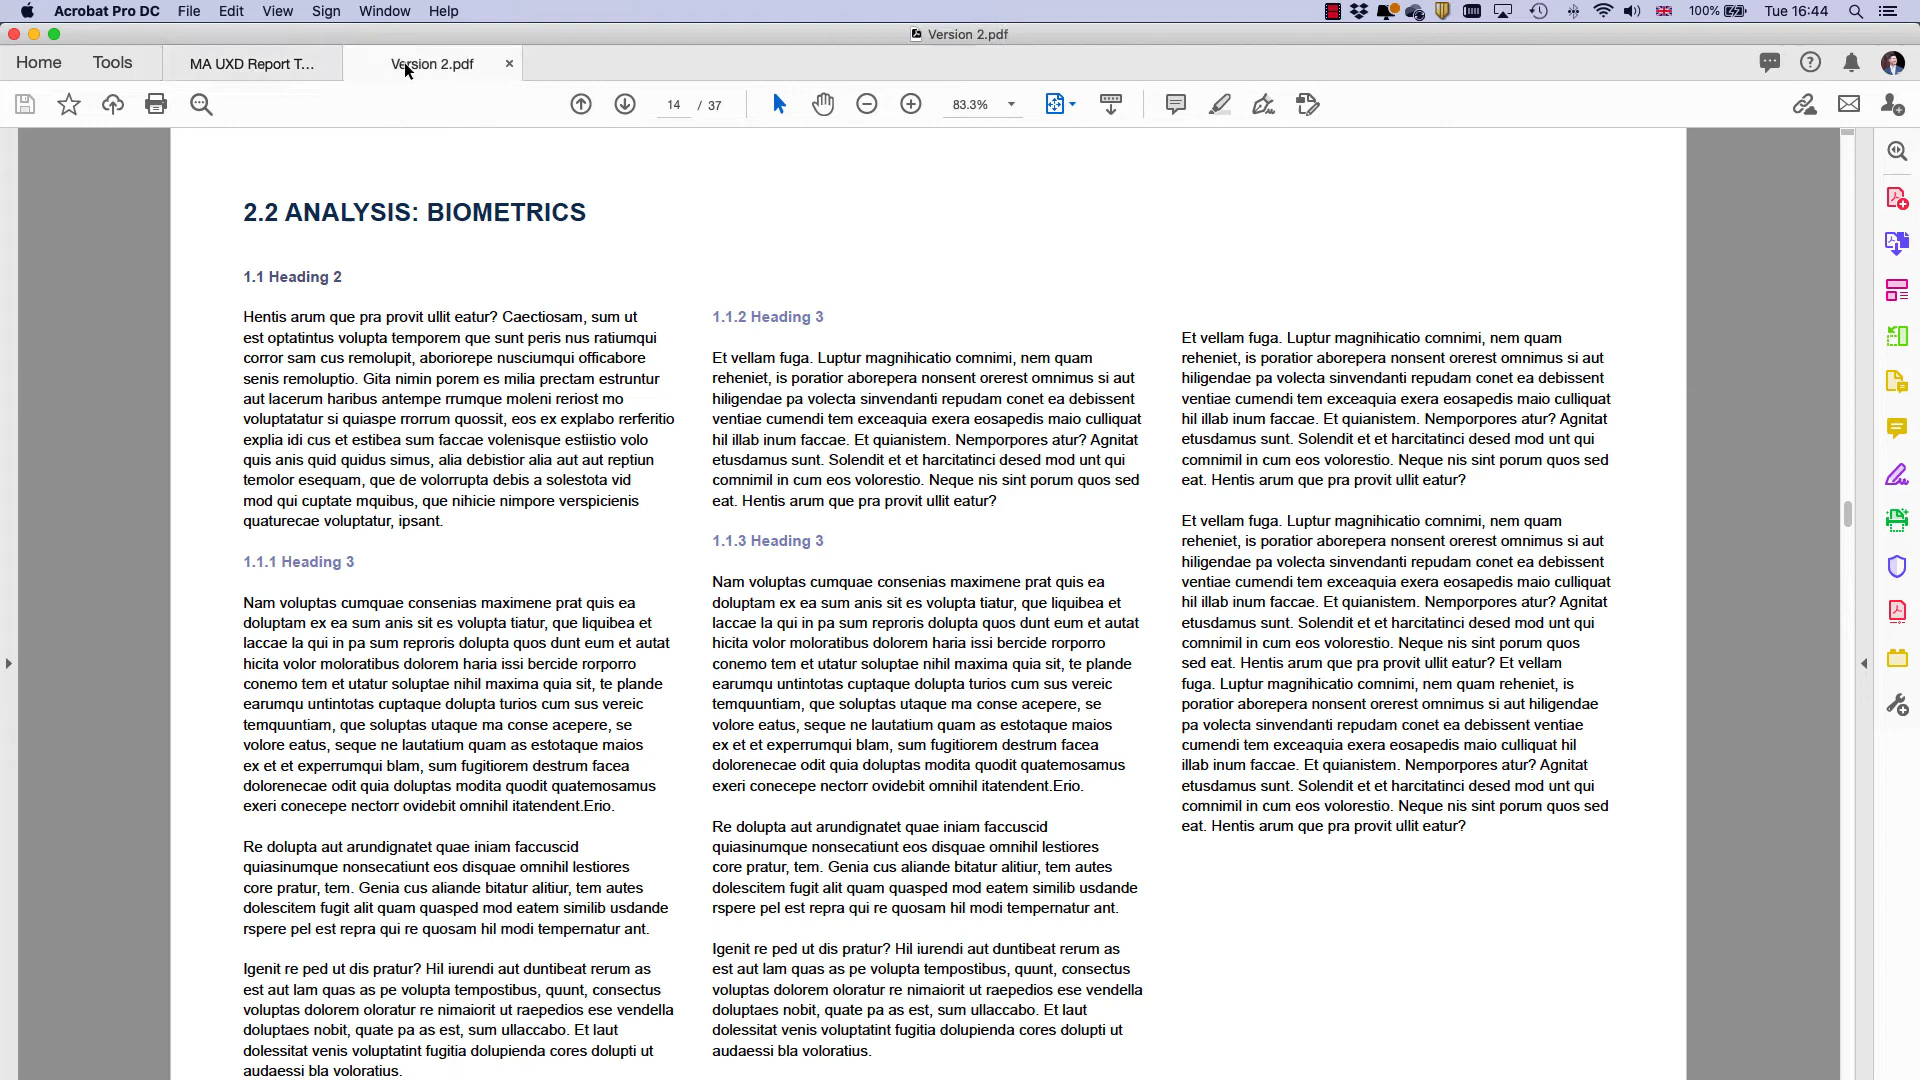 Acrobat Pro DC File Edit View Sign Window Help 100% Tue 16:44
Version 2.pdf
Home Tools MA UXD Report T... Version 2.pdf
14 / 37 83.3%
2.2 ANALYSIS: BIOMETRICS
1.1 Heading 2
Hentis arum que pra provit ullit eatur? Caectiosam, sum ut
est optatintus volupta temporem que sunt peris nus ratiumqui
corror sam cus remolupit, aboriorepe nusciumqui officabore
senis remoluptio. Gita nimin porem es milia prectam estruntur
aut lacerum haribus antempe rrumque moleni reriost mo
voluptatatur si quiaspe rrorrum quossit, eos ex explabo rerferitio
explia idi cus et estibea sum faccae volenisque estiistio volo
quis anis quid quidus simus, alia debistior alia aut aut reptiun
temolor esequam, que de volorrupta debis a solestota vid
mod qui cuptate mquibus, que nihicie nimpore verspicienis
quaturecae voluptatur, ipsant.
1.1.1 Heading 3
Nam voluptas cumquae consenias maximene prat quis ea
doluptam ex ea sum anis sit es volupta tiatur, que liquibea et
laccae la qui in pa sum reproris dolupta quos dunt eum et autat
hicita volor moloratibus dolorem haria issi bercide rorporro
conemo tem et utatur soluptae nihil maxima quia sit, te plande
earumqu untintotas cuptaque dolupta turios cum sus vereic
temquuntiam, que soluptas utaque ma conse acepere, se
volore eatus, seque ne lautatium quam as estotaque maios
ex et et experrumqui blam, sum fugitiorem destrum facea
dolorenecae odit quia doluptas modita quodit quatemosamus
exeri conecepe nectorr ovidebit omnihil itatendent.Erio.
Re dolupta aut arundignatet quae iniam faccuscid
quiasinumque nonsecatiunt eos disquae omnihil lestiores
core pratur, tem. Genia cus aliande bitatur alitiur, tem autes
dolescitem fugit alit quam quasped mod eatem similib usdande
rspere pel est repra qui re quosam hil modi tempernatur ant.
Igenit re ped ut dis pratur? Hil iurendi aut duntibeat rerum as
est aut lam quas as pe volupta tempostibus, quunt, consectus
voluptas dolorem oloratur re nimaiorit ut raepedios ese vendella
doluptaes nobit, quate pa as est, sum ullaccabo. Et laut
dolessitat venis voluptatint fugitia dolupienda cores dolupti ut
audaessi bla voloratius.
1.1.2 Heading 3
Et vellam fuga. Luptur magnihicatio comnimi, nem quam
reheniet, is poratior aborepera nonsent orerest omnimus si aut
hiligendae pa volecta sinvendanti repudam conet ea debissent
ventiae cumendi tem exceaquia exera eosapedis maio culliquat
hil illab inum faccae. Et quianistem. Nemporpores atur? Agnitat
etusdamus sunt. Solendit et et harcitatinci desed mod unt qui
comnimil in cum eos volorestio. Neque nis sint porum quos sed
eat. Hentis arum que pra provit ullit eatur?
1.1.3 Heading 3
Nam voluptas cumquae consenias maximene prat quis ea
doluptam ex ea sum anis sit es volupta tiatur, que liquibea et
laccae la qui in pa sum reproris dolupta quos dunt eum et autat
hicita volor moloratibus dolorem haria issi bercide rorporro
conemo tem et utatur soluptae nihil maxima quia sit, te plande
earumqu untintotas cuptaque dolupta turios cum sus vereic
temquuntiam, que soluptas utaque ma conse acepere, se
volore eatus, seque ne lautatium quam as estotaque maios
ex et et experrumqui blam, sum fugitiorem destrum facea
dolorenecae odit quia doluptas modita quodit quatemosamus
exeri conecepe nectorr ovidebit omnihil itatendent.Erio.
Re dolupta aut arundignatet quae iniam faccuscid
quiasinumque nonsecatiunt eos disquae omnihil lestiores
core pratur, tem. Genia cus aliande bitatur alitiur, tem autes
dolescitem fugit alit quam quasped mod eatem similib usdande
rspere pel est repra qui re quosam hil modi tempernatur ant.
Igenit re ped ut dis pratur? Hil iurendi aut duntibeat rerum as
est aut lam quas as pe volupta tempostibus, quunt, consectus
voluptas dolorem oloratur re nimaiorit ut raepedios ese vendella
doluptaes nobit, quate pa as est, sum ullaccabo. Et laut
dolessitat venis voluptatint fugitia dolupienda cores dolupti ut
audaessi bla voloratius.
Et vellam fuga. Luptur magnihicatio comnimi, nem quam
reheniet, is poratior aborepera nonsent orerest omnimus si aut
hiligendae pa volecta sinvendanti repudam conet ea debissent
ventiae cumendi tem exceaquia exera eosapedis maio culliquat
hil illab inum faccae. Et quianistem. Nemporpores atur? Agnitat
etusdamus sunt. Solendit et et harcitatinci desed mod unt qui
comnimil in cum eos volorestio. Neque nis sint porum quos sed
eat. Hentis arum que pra provit ullit eatur?
Et vellam fuga. Luptur magnihicatio comnimi, nem quam
reheniet, is poratior aborepera nonsent orerest omnimus si aut
hiligendae pa volecta sinvendanti repudam conet ea debissent
ventiae cumendi tem exceaquia exera eosapedis maio culliquat
hil illab inum faccae. Et quianistem. Nemporpores atur? Agnitat
etusdamus sunt. Solendit et et harcitatinci desed mod unt qui
comnimil in cum eos volorestio. Neque nis sint porum quos
sed eat. Hentis arum que pra provit ullit eatur? Et vellam
fuga. Luptur magnihicatio comnimi, nem quam reheniet, is
poratior aborepera nonsent orerest omnimus si aut hiligendae
pa volecta sinvendanti repudam conet ea debissent ventiae
cumendi tem exceaquia exera eosapedis maio culliquat hil
illab inum faccae. Et quianistem. Nemporpores atur? Agnitat
etusdamus sunt. Solendit et et harcitatinci desed mod unt qui
comnimil in cum eos volorestio. Neque nis sint porum quos sed
eat. Hentis arum que pra provit ullit eatur?